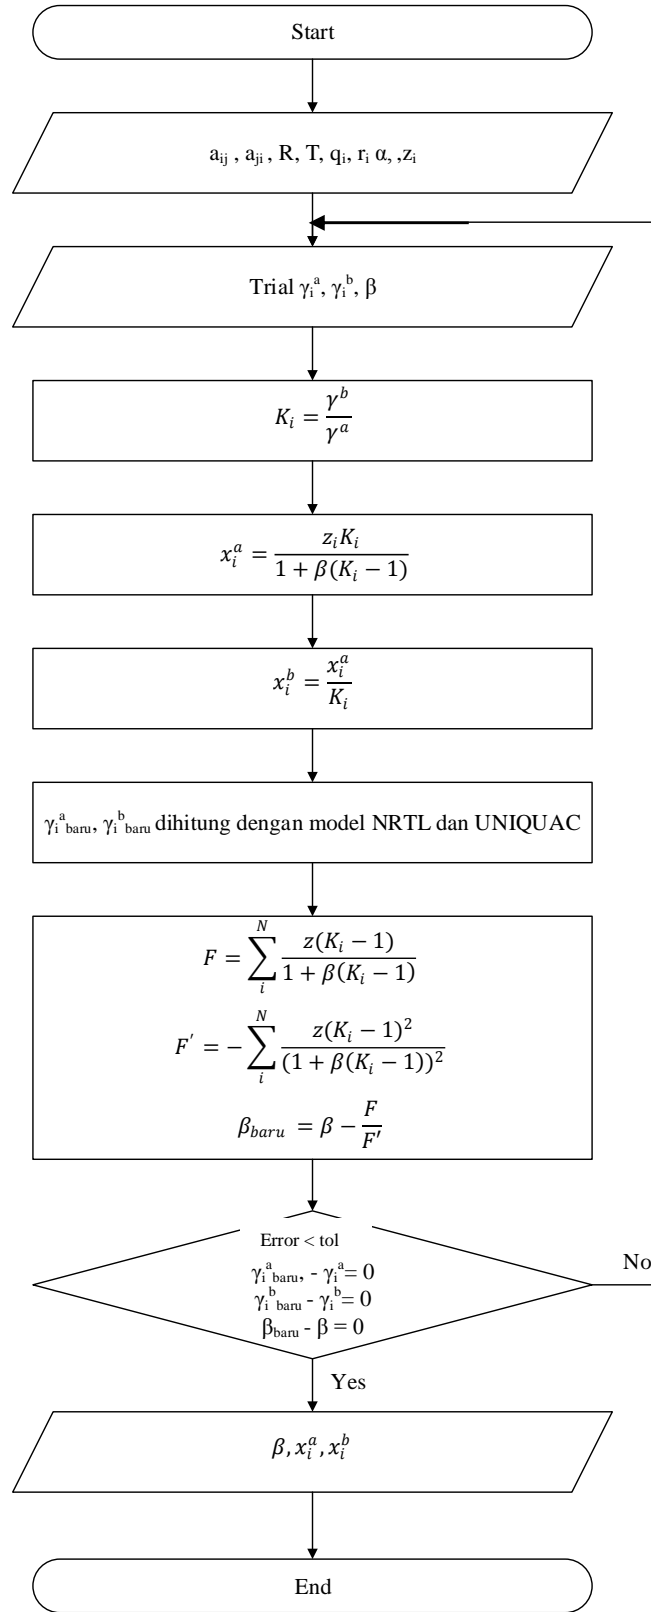 Start
a_ij , a_ji , R, T, q_i, r_i α, ,z_i
Trial γ_i^a, γ_i^b, β
K_i = γ^b / γ^a
x_i^a = z_i K_i / (1 + β(K_i − 1))
x_i^b = x_i^a / K_i
γ_i^a_baru, γ_i^b_baru dihitung dengan model NRTL dan UNIQUAC
F = ∑_i^N z(K_i − 1) / (1 + β(K_i − 1))
F' = − ∑_i^N z(K_i − 1)^2 / (1 + β(K_i − 1))^2
β_baru = β − F / F'
Error < tol
γ_i^a_baru, - γ_i^a = 0
γ_i^b_baru - γ_i^b = 0
β_baru - β = 0
No
Yes
β, x_i^a, x_i^b
End